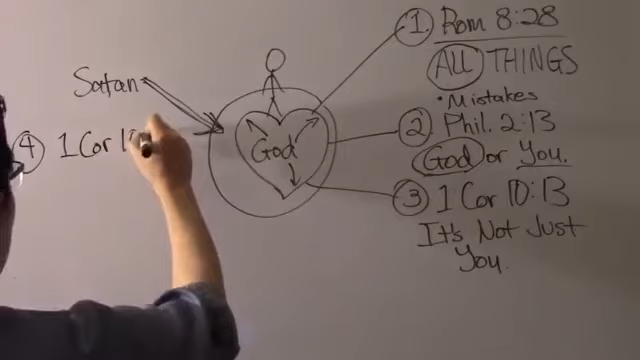 Satan
④ 1 Cor 1
God
① Rom 8:28
ALL THINGS
• Mistakes
② Phil. 2:13
God or You.
③ 1 Cor 10:13
It's Not Just
You.